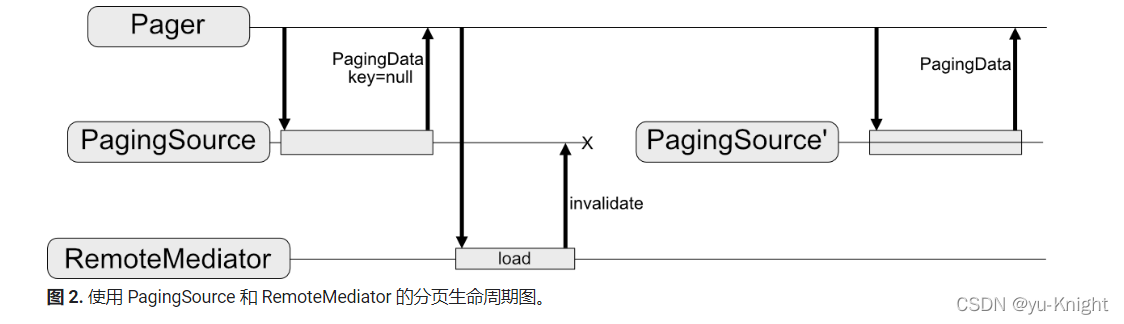 Pager
PagingData
key=null
PagingData
PagingSource
X
PagingSource'
invalidate
RemoteMediator
load
图 2. 使用 PagingSource 和 RemoteMediator 的分页生命周期图。
CSDN @yu-Knight